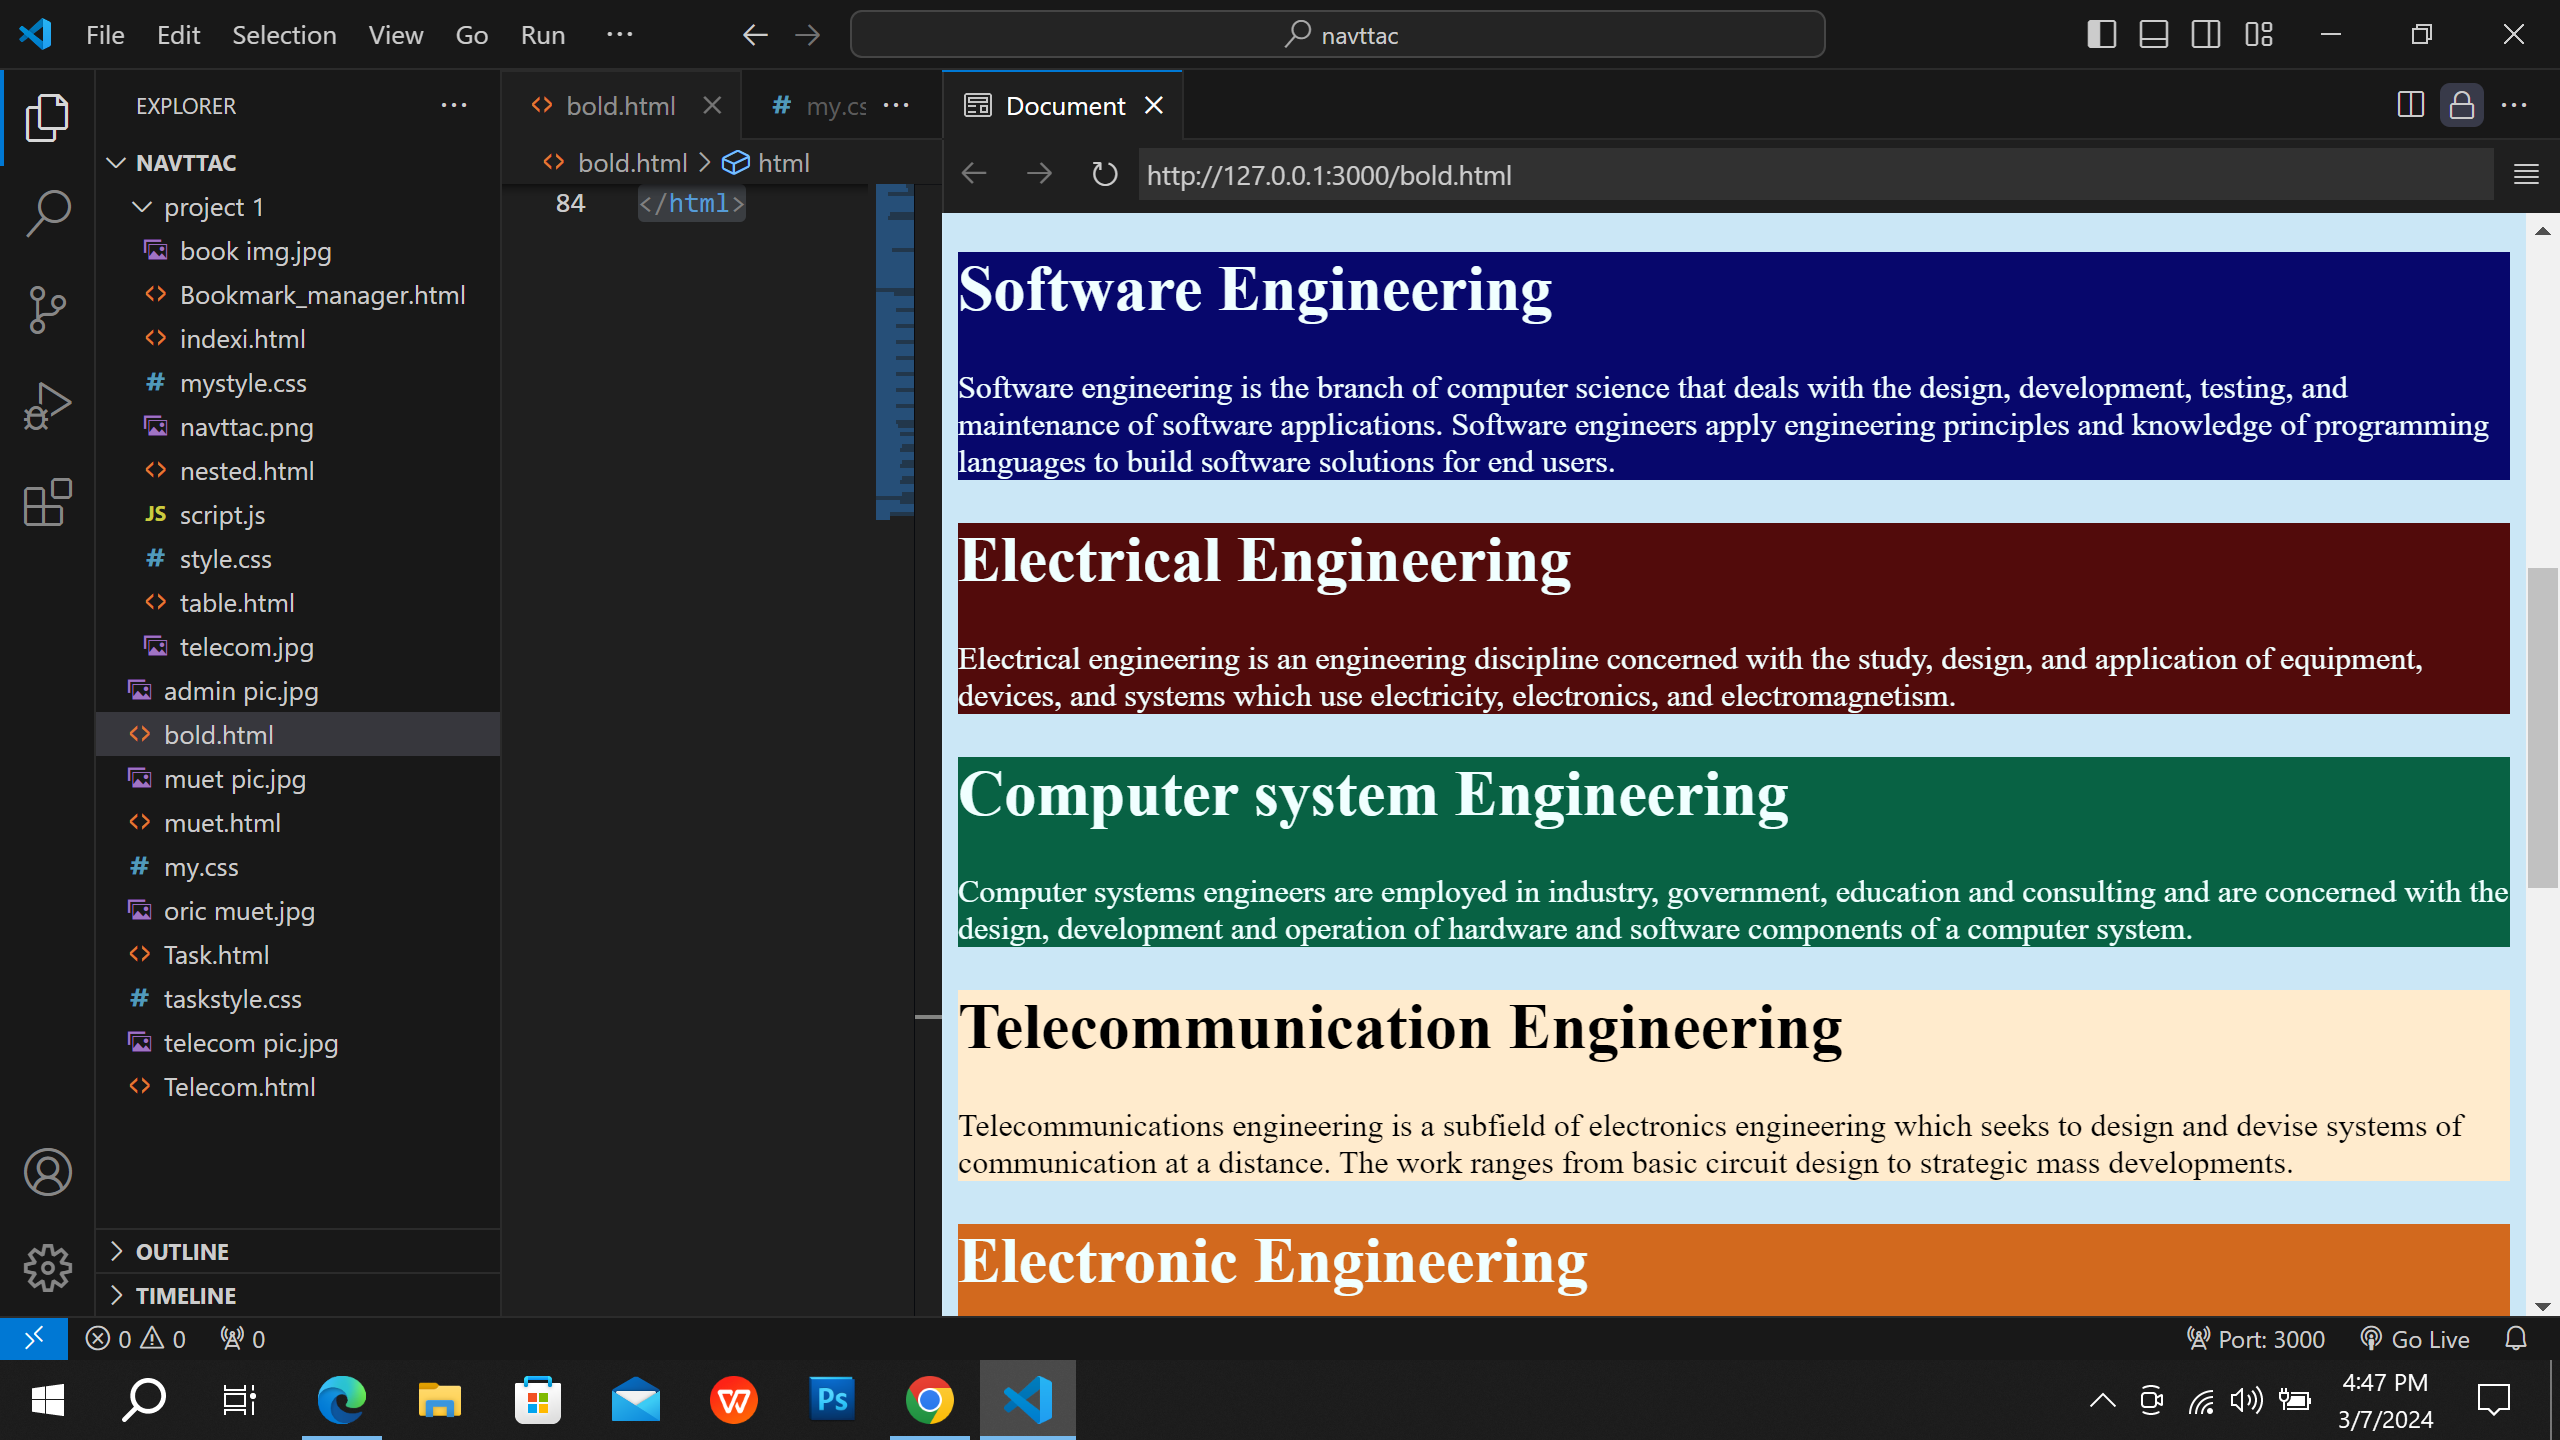 File Edit Selection View Go Run ···
navttac
EXPLORER
NAVTTAC
project 1
book img.jpg
Bookmark_manager.html
indexi.html
# mystyle.css
navttac.png
nested.html
JS script.js
# style.css
table.html
telecom.jpg
admin pic.jpg
bold.html
muet pic.jpg
muet.html
# my.css
oric muet.jpg
Task.html
# taskstyle.css
telecom pic.jpg
Telecom.html
OUTLINE
TIMELINE
bold.html
# my.cs
bold.html > html
84 </html>
Document
http://127.0.0.1:3000/bold.html
Software Engineering
Software engineering is the branch of computer science that deals with the design, development, testing, and
maintenance of software applications. Software engineers apply engineering principles and knowledge of programming
languages to build software solutions for end users.
Electrical Engineering
Electrical engineering is an engineering discipline concerned with the study, design, and application of equipment,
devices, and systems which use electricity, electronics, and electromagnetism.
Computer system Engineering
Computer systems engineers are employed in industry, government, education and consulting and are concerned with the
design, development and operation of hardware and software components of a computer system.
Telecommunication Engineering
Telecommunications engineering is a subfield of electronics engineering which seeks to design and devise systems of
communication at a distance. The work ranges from basic circuit design to strategic mass developments.
Electronic Engineering
0 0 0
Port: 3000 Go Live
W
Ps
4:47 PM
3/7/2024